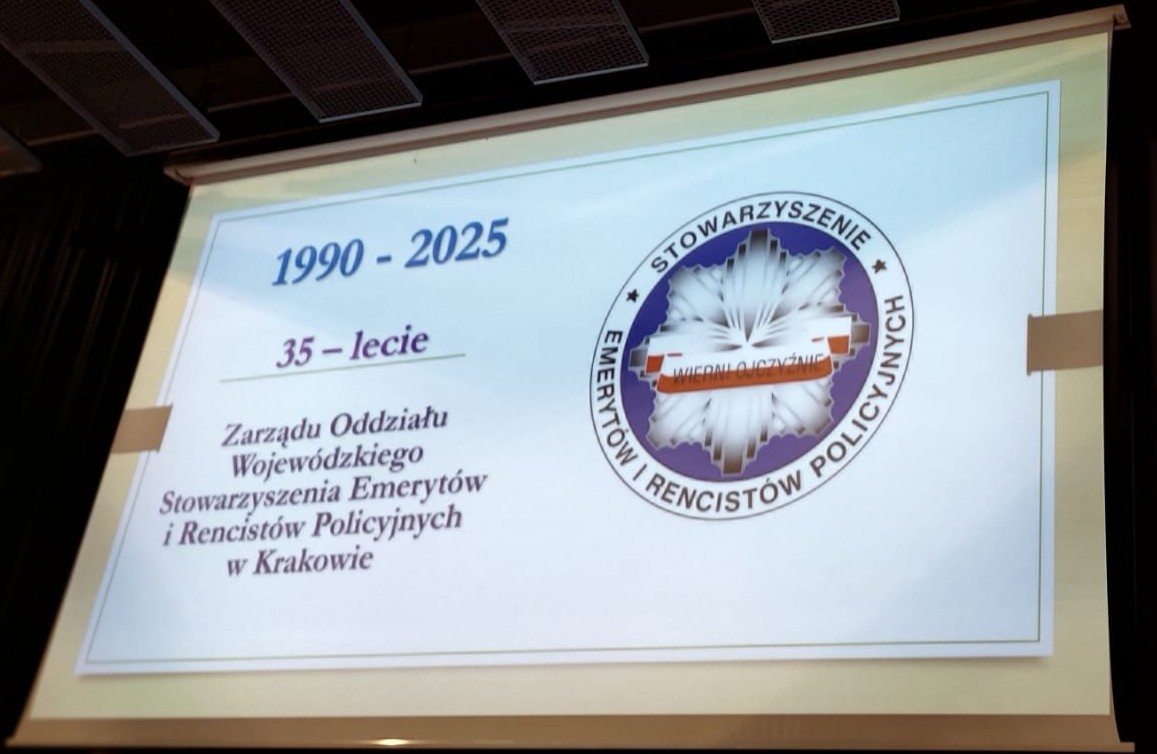 1990 - 2025
35 – lecie
Zarządu Oddziału
Wojewódzkiego
Stowarzyszenia Emerytów
i Rencistów Policyjnych
w Krakowie
STOWARZYSZENIE
EMERYTÓW I RENCISTÓW POLICYJNYCH
WIERNI OJCZYŹNIE